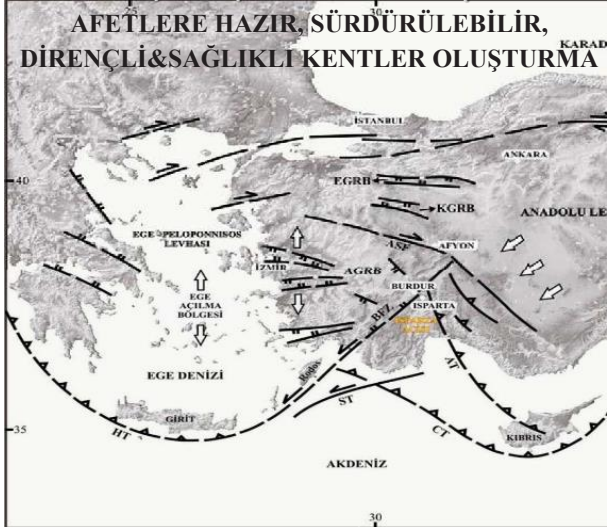 AFETLERE HAZIR, SÜRDÜRÜLEBİLİR,
DİRENÇLİ&SAĞLIKLI KENTLER OLUŞTURMA
30
KARAD
İSTANBUL
ANKARA
40
EGRB
KGRB
ANADOLU LE
EGE PELOPONNISOS
LEVHASI
ASF
AFYON
İZMİR
AGRB
EGE
AÇILMA
BÖLGESİ
BURDUR
ISPARTA
BFZ
EGE DENİZİ
Rodos
AT
ST
GİRİT
HT
CT
KIBRIS
35
AKDENİZ
30